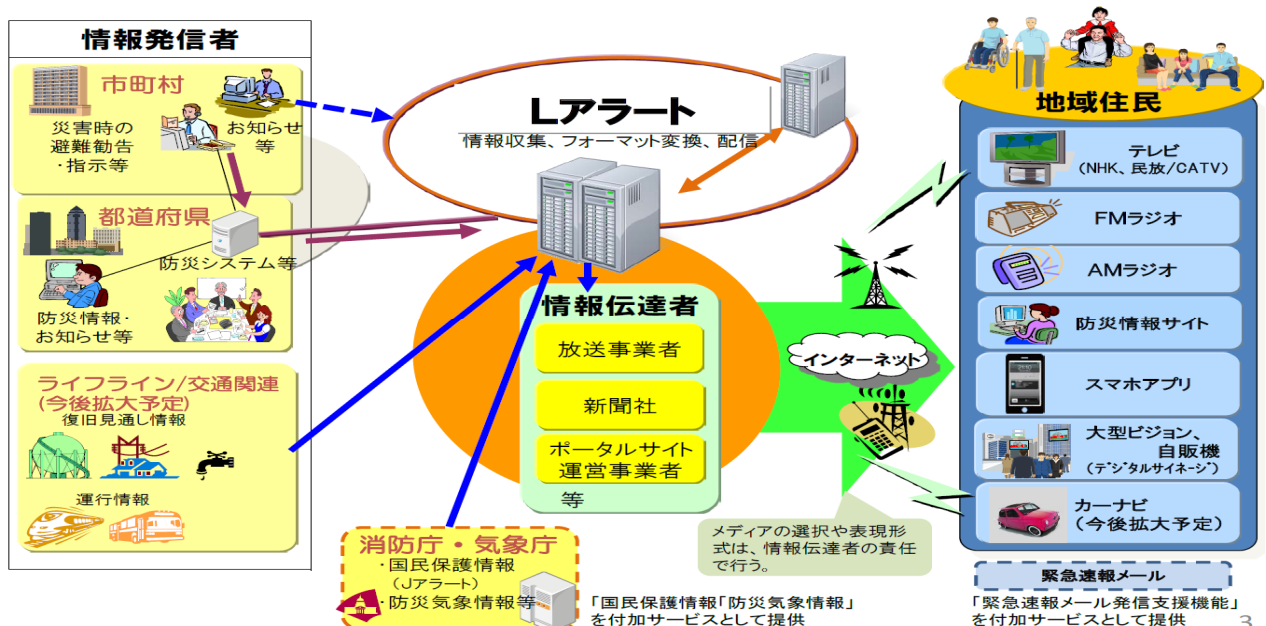 情報発信者
市町村
災害時の
避難勧告
・指示等
お知らせ
等
都道府県
防災システム等
防災情報・
お知らせ等
ライフライン/交通関連
(今後拡大予定)
復旧見通し情報
運行情報
Lアラート
情報収集、フォーマット変換、配信
情報伝達者
放送事業者
新聞社
ポータルサイト
運営事業者
等
消防庁・気象庁
・国民保護情報
（Jアラート）
・防災気象情報等
「国民保護情報「防災気象情報」
を付加サービスとして提供
インターネット
メディアの選択や表現形
式は、情報伝達者の責任
で行う。
地域住民
テレビ
(NHK、民放/CATV)
FMラジオ
AMラジオ
防災情報サイト
スマホアプリ
大型ビジョン、
自販機
(デジタルサイネージ)
カーナビ
(今後拡大予定)
緊急速報メール
「緊急速報メール発信支援機能」
を付加サービスとして提供
3